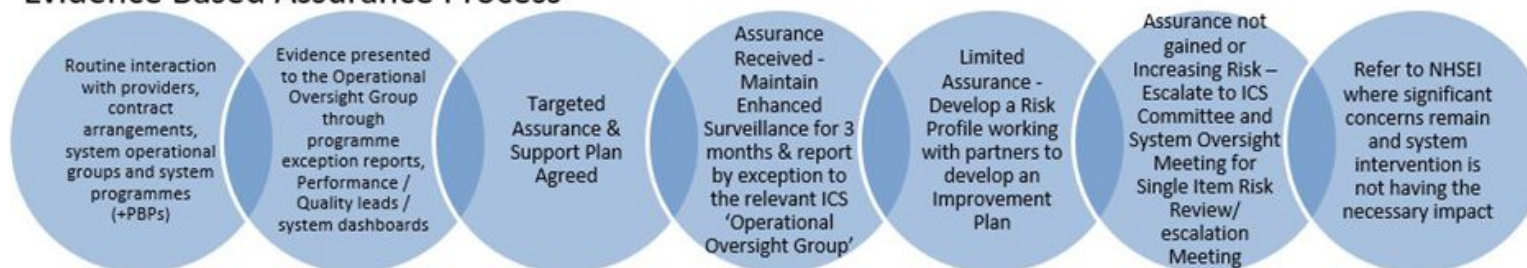 Evidence Based Assurance Process
Routine interaction
with providers,
contract
arrangements,
system operational
groups and system
programmes
(+PBPs)
Evidence presented
to the Operational
Oversight Group
through
programme
exception reports,
Performance /
Quality leads /
system dashboards
Targeted
Assurance &
Support Plan
Agreed
Assurance
Received -
Maintain
Enhanced
Surveillance for 3
months & report
by exception to
the relevant ICS
‘Operational
Oversight Group’
Limited
Assurance -
Develop a Risk
Profile working
with partners to
develop an
Improvement
Plan
Assurance not
gained or
Increasing Risk –
Escalate to ICS
Committee and
System Oversight
Meeting for
Single Item Risk
Review/
escalation
Meeting
Refer to NHSEI
where significant
concerns remain
and system
intervention is
not having the
necessary impact